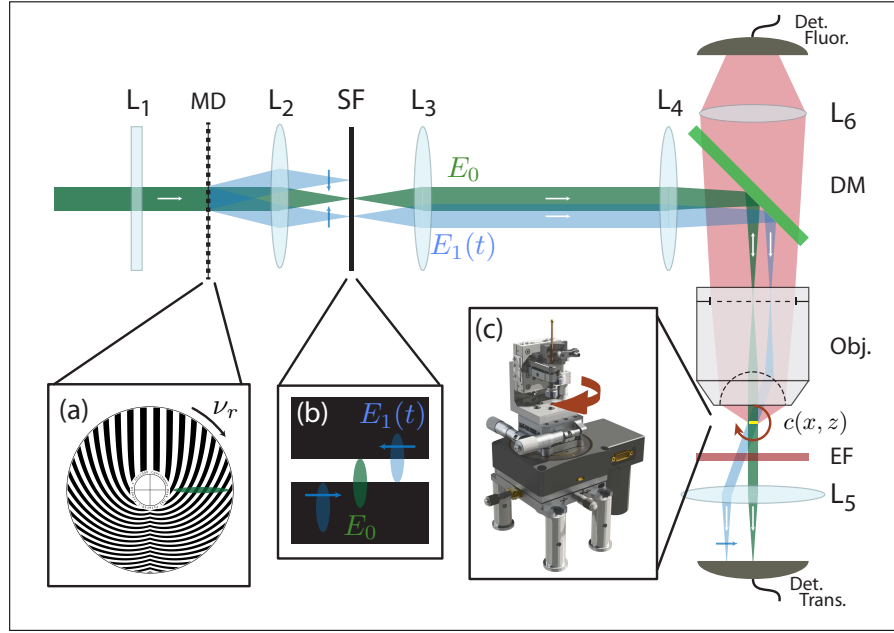 Det.
Fluor.
L1
MD
L2
SF
L3
L4
L6
E0
DM
E1(t)
Obj.
(a)
νr
(b)
E1(t)
E0
(c)
c(x, z)
EF
L5
Det.
Trans.